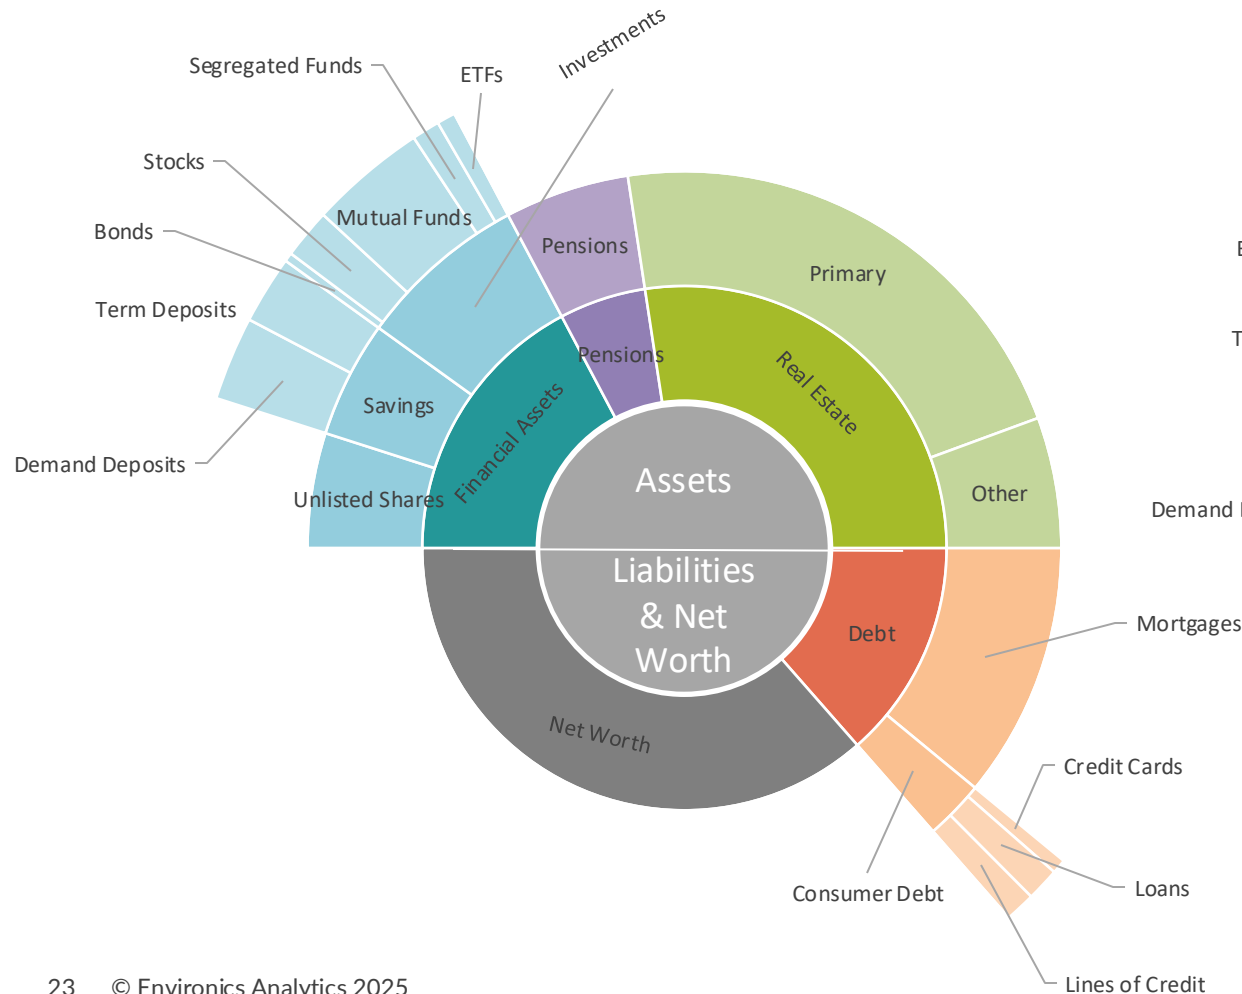 Investments
Segregated Funds
ETFs
Stocks
Mutual Funds
Bonds
Pensions
Primary
Term Deposits
Pensions
Real Estate
Savings
Financial Assets
Demand Deposits
Unlisted Shares
Assets
Other
Demand
Liabilities
& Net
Worth
Debt
Mortgages
Net Worth
Credit Cards
Consumer Debt
Loans
Lines of Credit
23 © Environics Analytics 2025